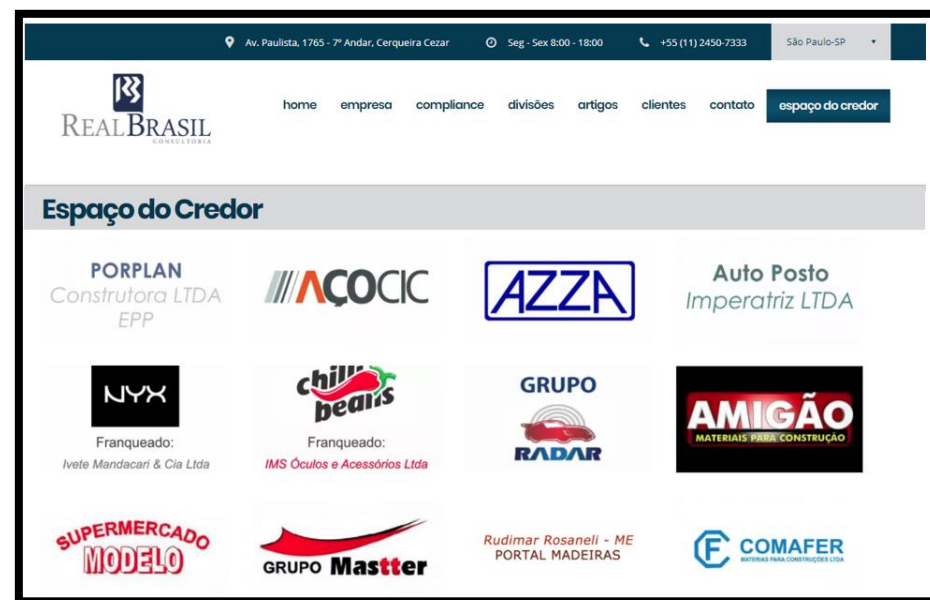 Av. Paulista, 1765 - 7º Andar, Cerqueira Cezar
Seg - Sex 8:00 - 18:00
+55 (11) 2450-7333
São Paulo-SP
REAL BRASIL
CONSULTORIA
home
empresa
compliance
divisões
artigos
clientes
contato
espaço do credor
Espaço do Credor
PORPLAN
Construtora LTDA
EPP
AÇOCIC
AZZA
Auto Posto
Imperatriz LTDA
NYX
Franqueado:
Ivete Mandacari & Cia Ltda
chilli
beans
Franqueado:
IMS Óculos e Acessórios Ltda
GRUPO
RADAR
AMIGÃO
MATERIAIS PARA CONSTRUÇÃO
SUPERMERCADO
MODELO
GRUPO Mastter
Rudimar Rosaneli - ME
PORTAL MADEIRAS
COMAFER
MATERIAIS PARA CONSTRUÇÕES LTDA